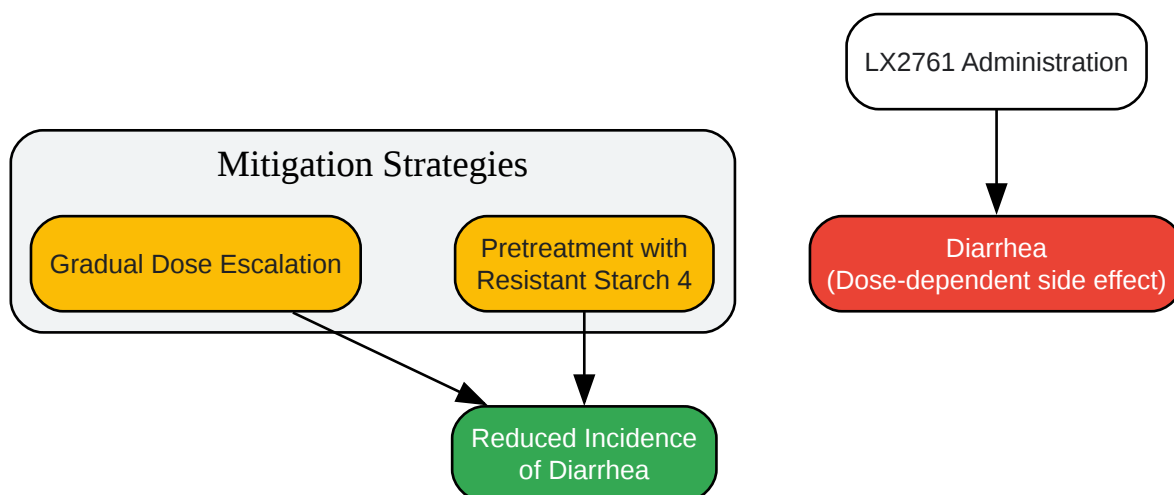 LX2761 Administration
Mitigation Strategies
Gradual Dose Escalation
Pretreatment with
Resistant Starch 4
Diarrhea
(Dose-dependent side effect)
Reduced Incidence
of Diarrhea